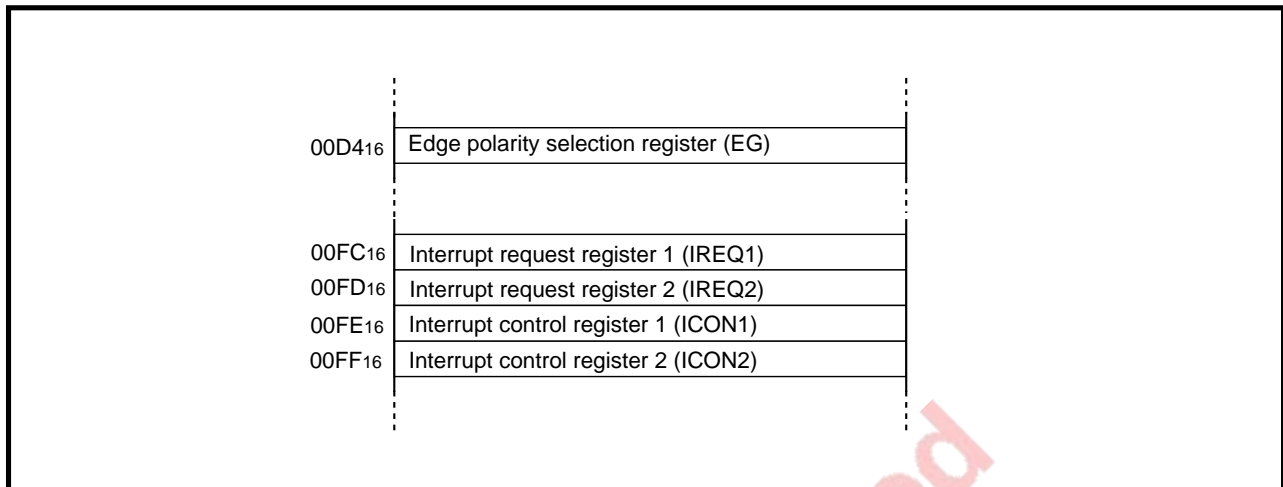 00D416 Edge polarity selection register (EG)
00FC16 Interrupt request register 1 (IREQ1)
00FD16 Interrupt request register 2 (IREQ2)
00FE16 Interrupt control register 1 (ICON1)
00FF16 Interrupt control register 2 (ICON2)